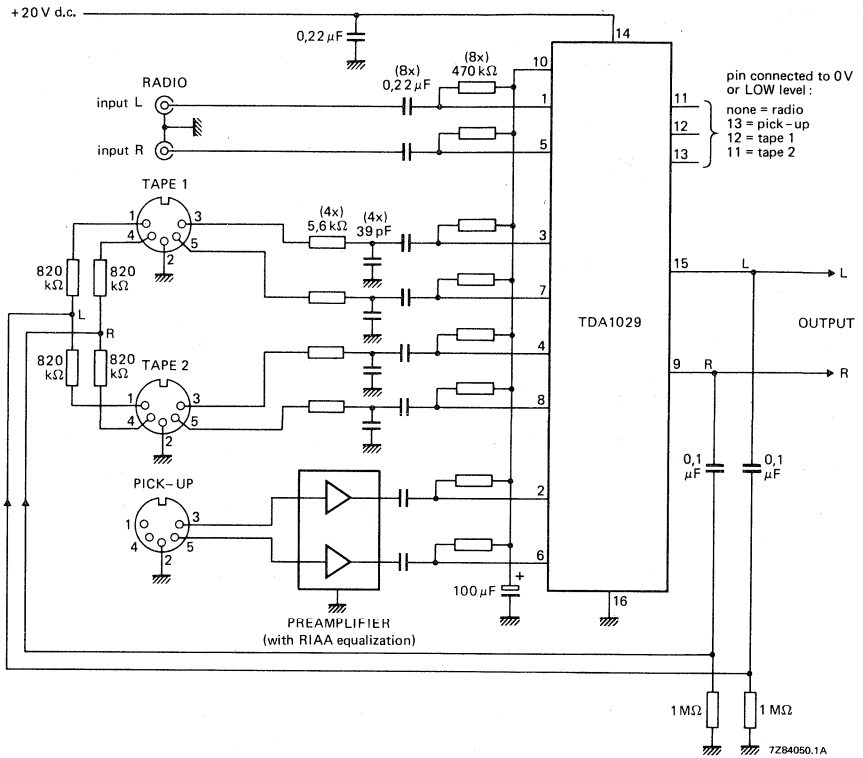 +20 V d.c.
0,22 µF
14
(8x)
470 kΩ
(8x)
0,22 µF
10
RADIO
input L
input R
1
5
11
12
13
pin connected to 0 V
or LOW level:
none = radio
13 = pick-up
12 = tape 1
11 = tape 2
TAPE 1
1
3
4
5
2
(4x)
5,6 kΩ
(4x)
39 pF
3
7
820
kΩ
820
kΩ
L
R
820
kΩ
820
kΩ
TAPE 2
1
3
4
5
2
4
8
TDA1029
15
L
L
OUTPUT
9
R
R
0,1
µF
0,1
µF
PICK-UP
1
3
4
5
2
2
6
+
100 µF
16
PREAMPLIFIER
(with RIAA equalization)
1 MΩ
1 MΩ
7Z84050.1A